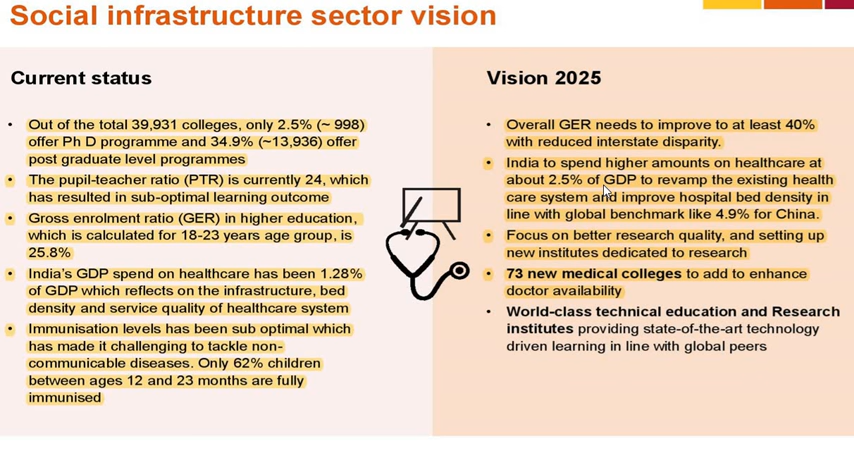 Social infrastructure sector vision
Current status
• Out of the total 39,931 colleges, only 2.5% (~ 998)
offer Ph D programme and 34.9% (~13,936) offer
post graduate level programmes
• The pupil-teacher ratio (PTR) is currently 24, which
has resulted in sub-optimal learning outcome
• Gross enrolment ratio (GER) in higher education,
which is calculated for 18-23 years age group, is
25.8%
• India's GDP spend on healthcare has been 1.28%
of GDP which reflects on the infrastructure, bed
density and service quality of healthcare system
• Immunisation levels has been sub optimal which
has made it challenging to tackle non-
communicable diseases. Only 62% children
between ages 12 and 23 months are fully
immunised
Vision 2025
• Overall GER needs to improve to at least 40%
with reduced interstate disparity.
• India to spend higher amounts on healthcare at
about 2.5% of GDP to revamp the existing health
care system and improve hospital bed density in
line with global benchmark like 4.9% for China.
• Focus on better research quality, and setting up
new institutes dedicated to research
• 73 new medical colleges to add to enhance
doctor availability
• World-class technical education and Research
institutes providing state-of-the-art technology
driven learning in line with global peers